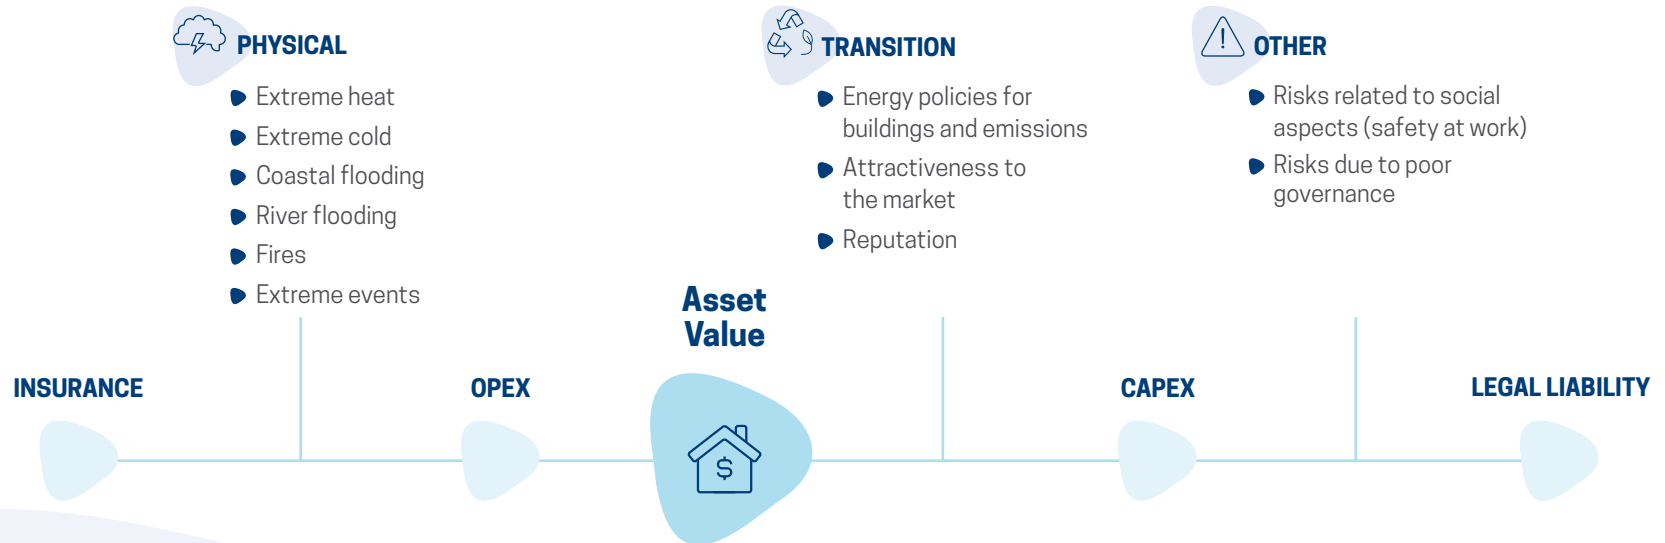 PHYSICAL
Extreme heat
Extreme cold
Coastal flooding
River flooding
Fires
Extreme events
TRANSITION
Energy policies for
buildings and emissions
Attractiveness to
the market
Reputation
OTHER
Risks related to social
aspects (safety at work)
Risks due to poor
governance
Asset
Value
INSURANCE
OPEX
$
CAPEX
LEGAL LIABILITY